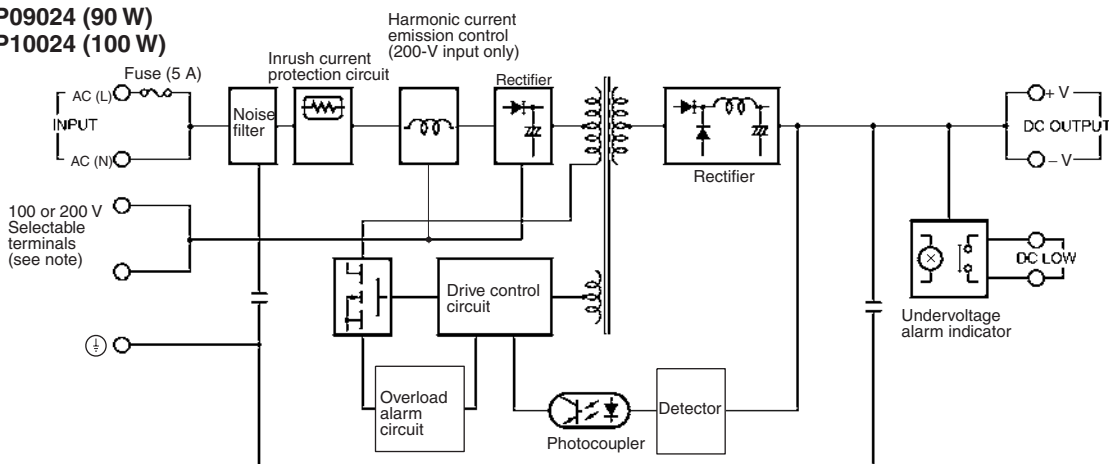 P09024 (90 W)
P10024 (100 W)
Harmonic current
emission control
(200-V input only)
Inrush current
protection circuit
Fuse (5 A)
Rectifier
AC (L)
INPUT
AC (N)
Noise
filter
+ V
DC OUTPUT
– V
Rectifier
100 or 200 V
Selectable
terminals
(see note)
DC LOW
Drive control
circuit
Undervoltage
alarm indicator
Overload
alarm
circuit
Detector
Photocoupler